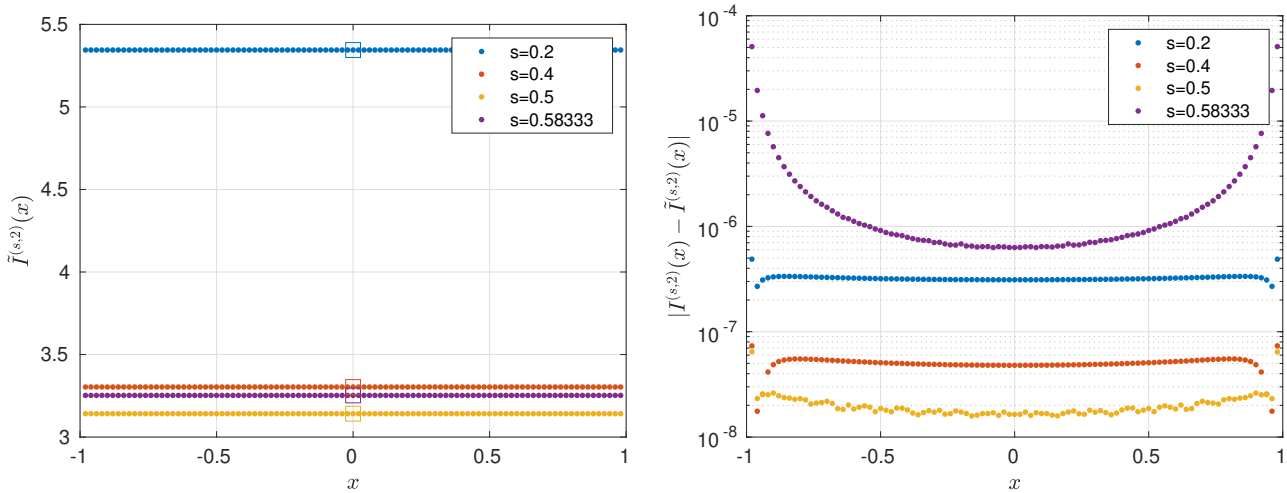 5.5
5
4.5
4
3.5
3
-1
-0.5
0
0.5
1
x
Ĩ^{(s,2)}(x)
s=0.2
s=0.4
s=0.5
s=0.58333
10^{-4}
10^{-5}
10^{-6}
10^{-7}
10^{-8}
-1
-0.5
0
0.5
1
x
|I^{(s,2)}(x) − Ĩ^{(s,2)}(x)|
s=0.2
s=0.4
s=0.5
s=0.58333